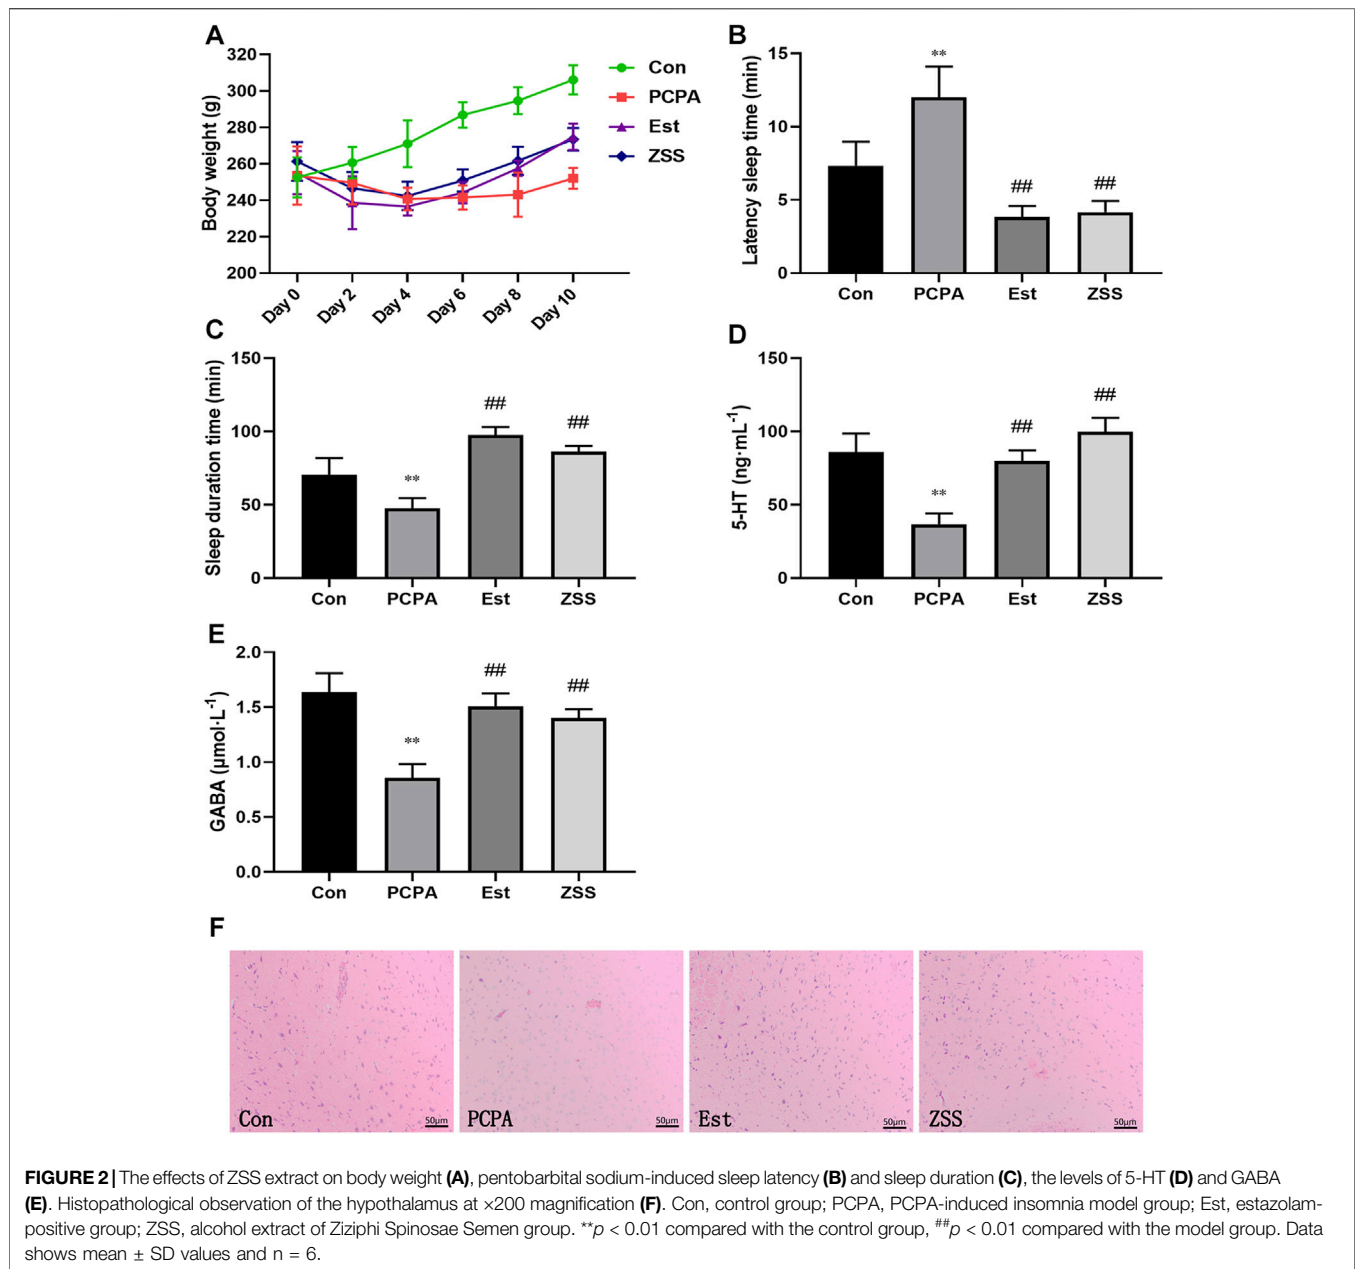 A
Body weight (g)
320
300
280
260
240
220
200
Day 0 Day 2 Day 4 Day 6 Day 8 Day 10
Con
PCPA
Est
ZSS
B
Latency sleep time (min)
15
10
5
0
**
##
##
Con PCPA Est ZSS
C
Sleep duration time (min)
150
100
50
0
**
##
##
Con PCPA Est ZSS
D
5-HT (ng·mL⁻¹)
150
100
50
0
**
##
##
Con PCPA Est ZSS
E
GABA (μmol·L⁻¹)
2.0
1.5
1.0
0.5
0.0
**
##
##
Con PCPA Est ZSS
F
Con 50μm
PCPA 50μm
Est 50μm
ZSS 50μm
FIGURE 2 | The effects of ZSS extract on body weight (A), pentobarbital sodium-induced sleep latency (B) and sleep duration (C), the levels of 5-HT (D) and GABA
(E). Histopathological observation of the hypothalamus at ×200 magnification (F). Con, control group; PCPA, PCPA-induced insomnia model group; Est, estazolam-
positive group; ZSS, alcohol extract of Ziziphi Spinosae Semen group. **p < 0.01 compared with the control group, ##p < 0.01 compared with the model group. Data
shows mean ± SD values and n = 6.